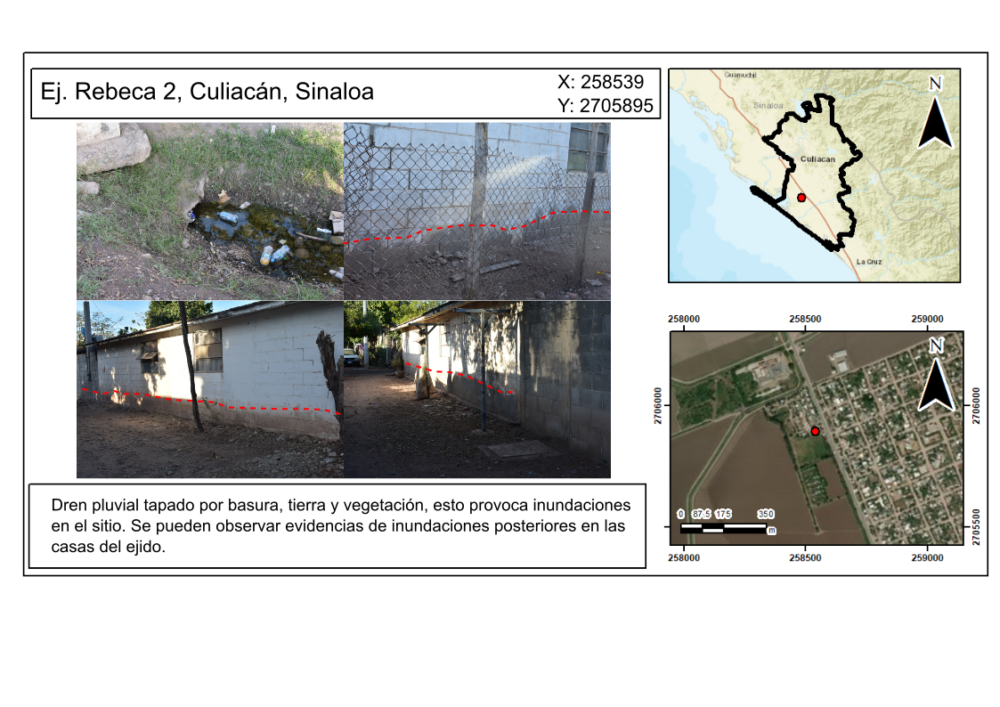 Ej. Rebeca 2, Culiacán, Sinaloa
X: 258539
Y: 2705895
Guamuchil
N
Sinaloa
Culiacan
La Cruz
258000 258500 259000
N
2706000 2706000
0 87,5 175 350
m
2705500
258000 258500 259000
Dren pluvial tapado por basura, tierra y vegetación, esto provoca inundaciones
en el sitio. Se pueden observar evidencias de inundaciones posteriores en las
casas del ejido.